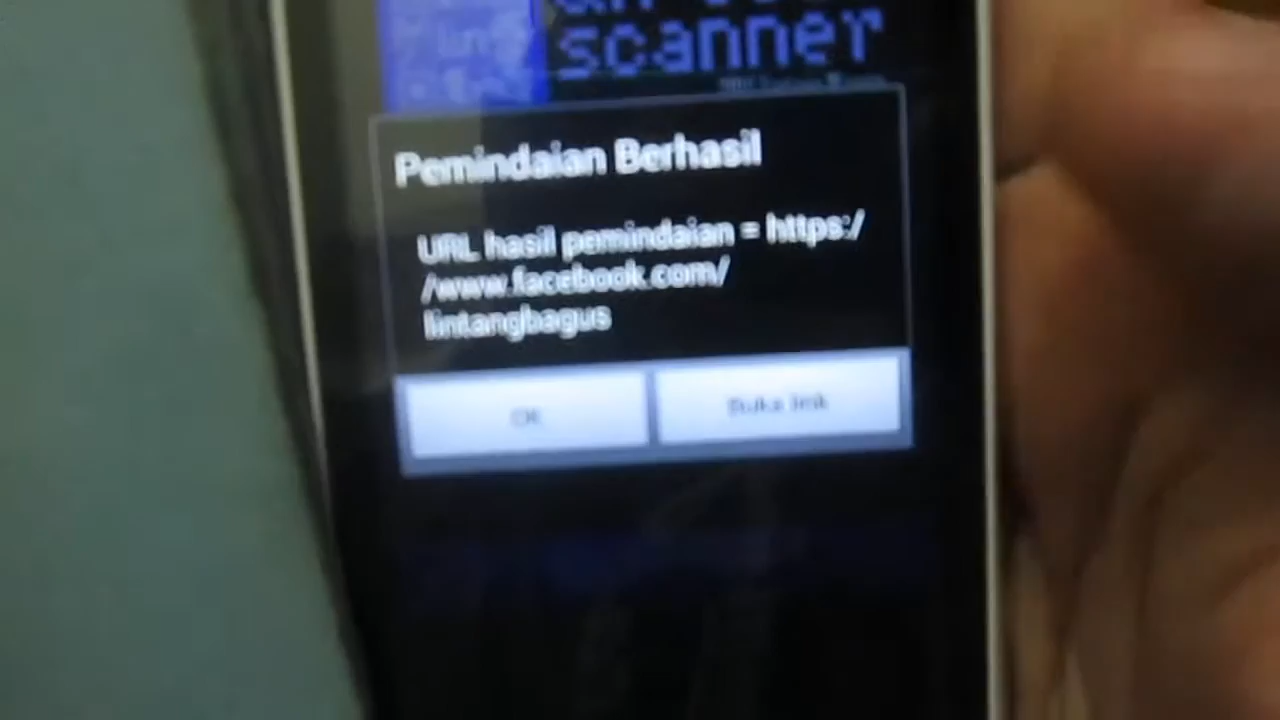 scanner
Pemindaian Berhasil
URL hasil pemindaian = https:/
/www.facebook.com/
lintangbagus
OK
Buka link